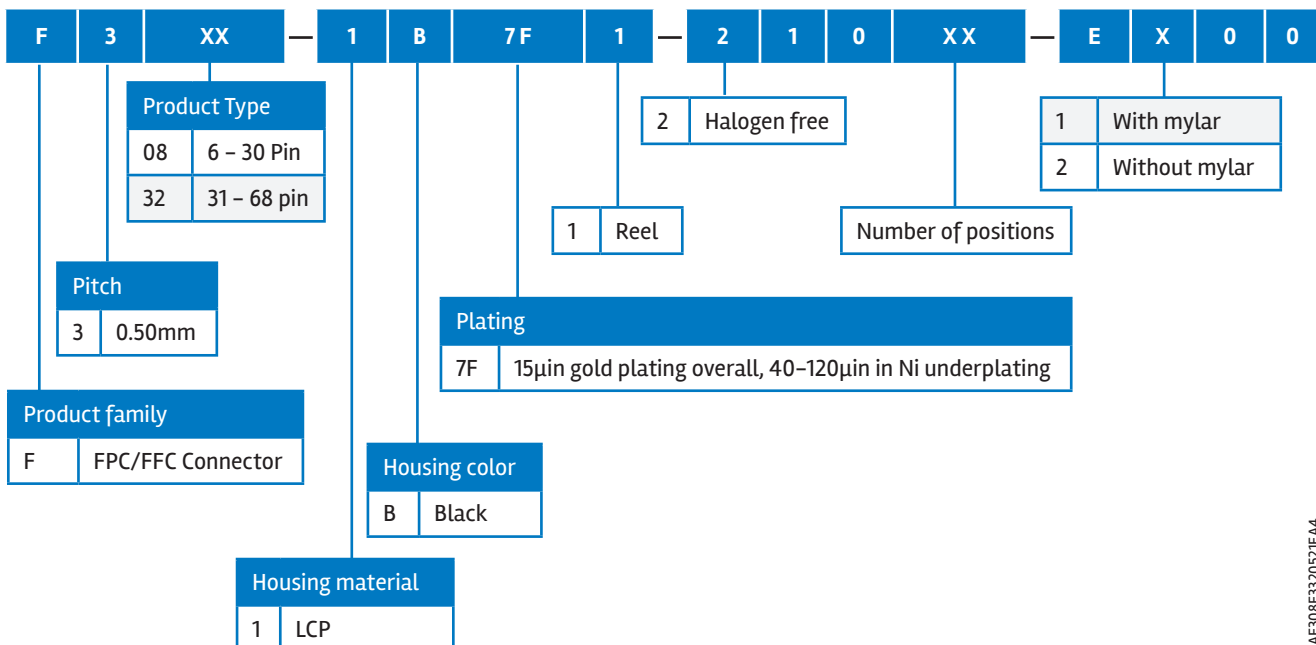 F 3 XX — 1 B 7F 1 — 2 1 0 X X — E X 0 0
Product Type
08 6 – 30 Pin
32 31 – 68 pin
2 Halogen free
1 With mylar
2 Without mylar
1 Reel
Number of positions
Pitch
3 0.50mm
Plating
7F 15μin gold plating overall, 40–120μin in Ni underplating
Product family
F FPC/FFC Connector
Housing color
B Black
Housing material
1 LCP
AF308F3320521EA4